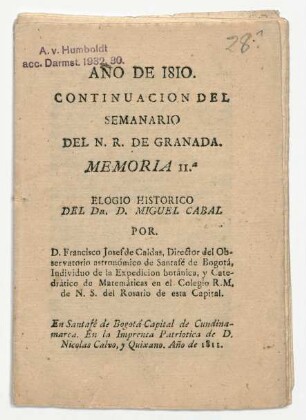 A. v. Humboldt
acc. Darmst. 1932. 30.
28.
AÑO DE 1810.
CONTINUACION DEL
SEMANARIO
DEL N. R. DE GRANADA.
MEMORIA II.ª
ELOGIO HISTORICO
DEL Dn. D. MIGUEL CABAL
POR.
D. Francisco Josef de Caldas, Director del Ob-
servatorio astronómico de Santafé de Bogotá,
Individuo de la Expedicion botánica, y Cate-
drático de Matemáticas en el Colegio R.M,
de N. S. del Rosario de esta Capital.
En Santafé de Bogotá Capital de Cundina-
marca. En la Imprenta Patriótica de D.
Nicolas Calvo, y Quixano. Año de 1811.